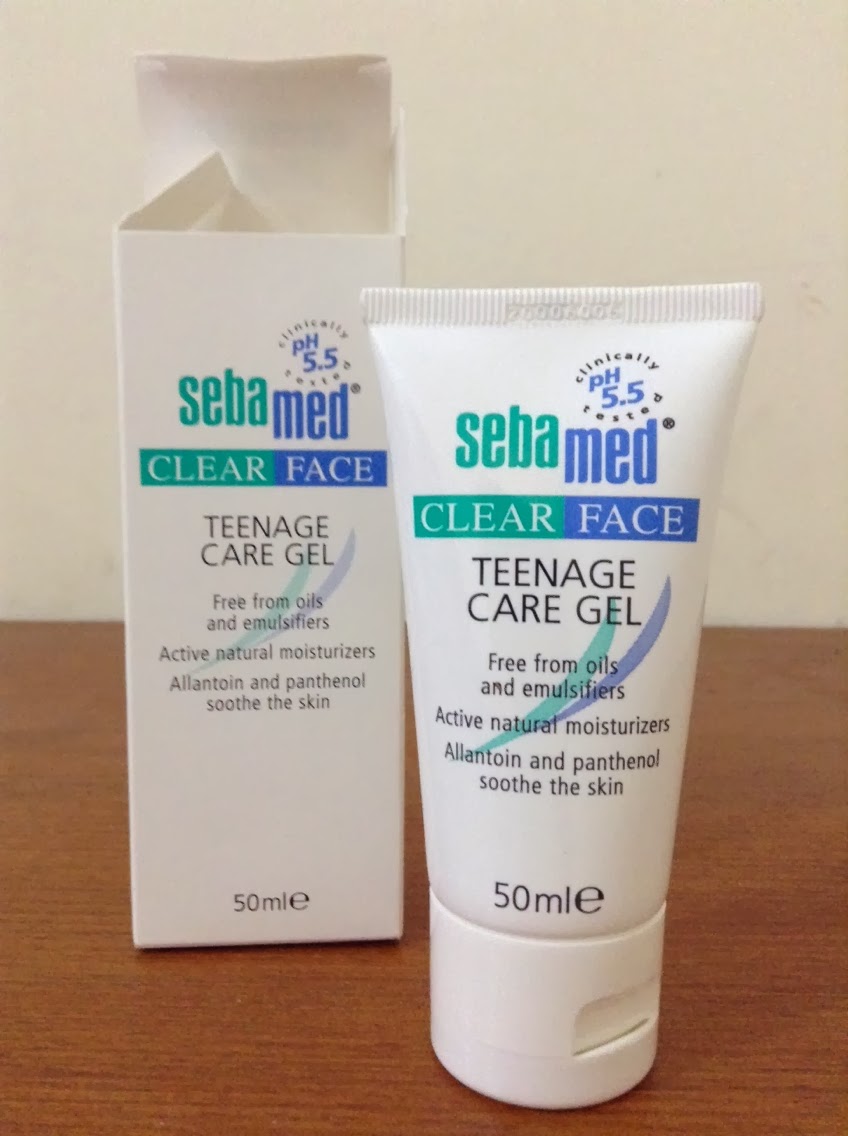 clinically
pH
5.5
tested
sebamed®
CLEAR FACE
TEENAGE
CARE GEL
Free from oils
and emulsifiers
Active natural moisturizers
Allantoin and panthenol
soothe the skin
50ml℮
clinically
pH
5.5
tested
sebamed®
CLEAR FACE
TEENAGE
CARE GEL
Free from oils
and emulsifiers
Active natural moisturizers
Allantoin and panthenol
soothe the skin
50ml℮